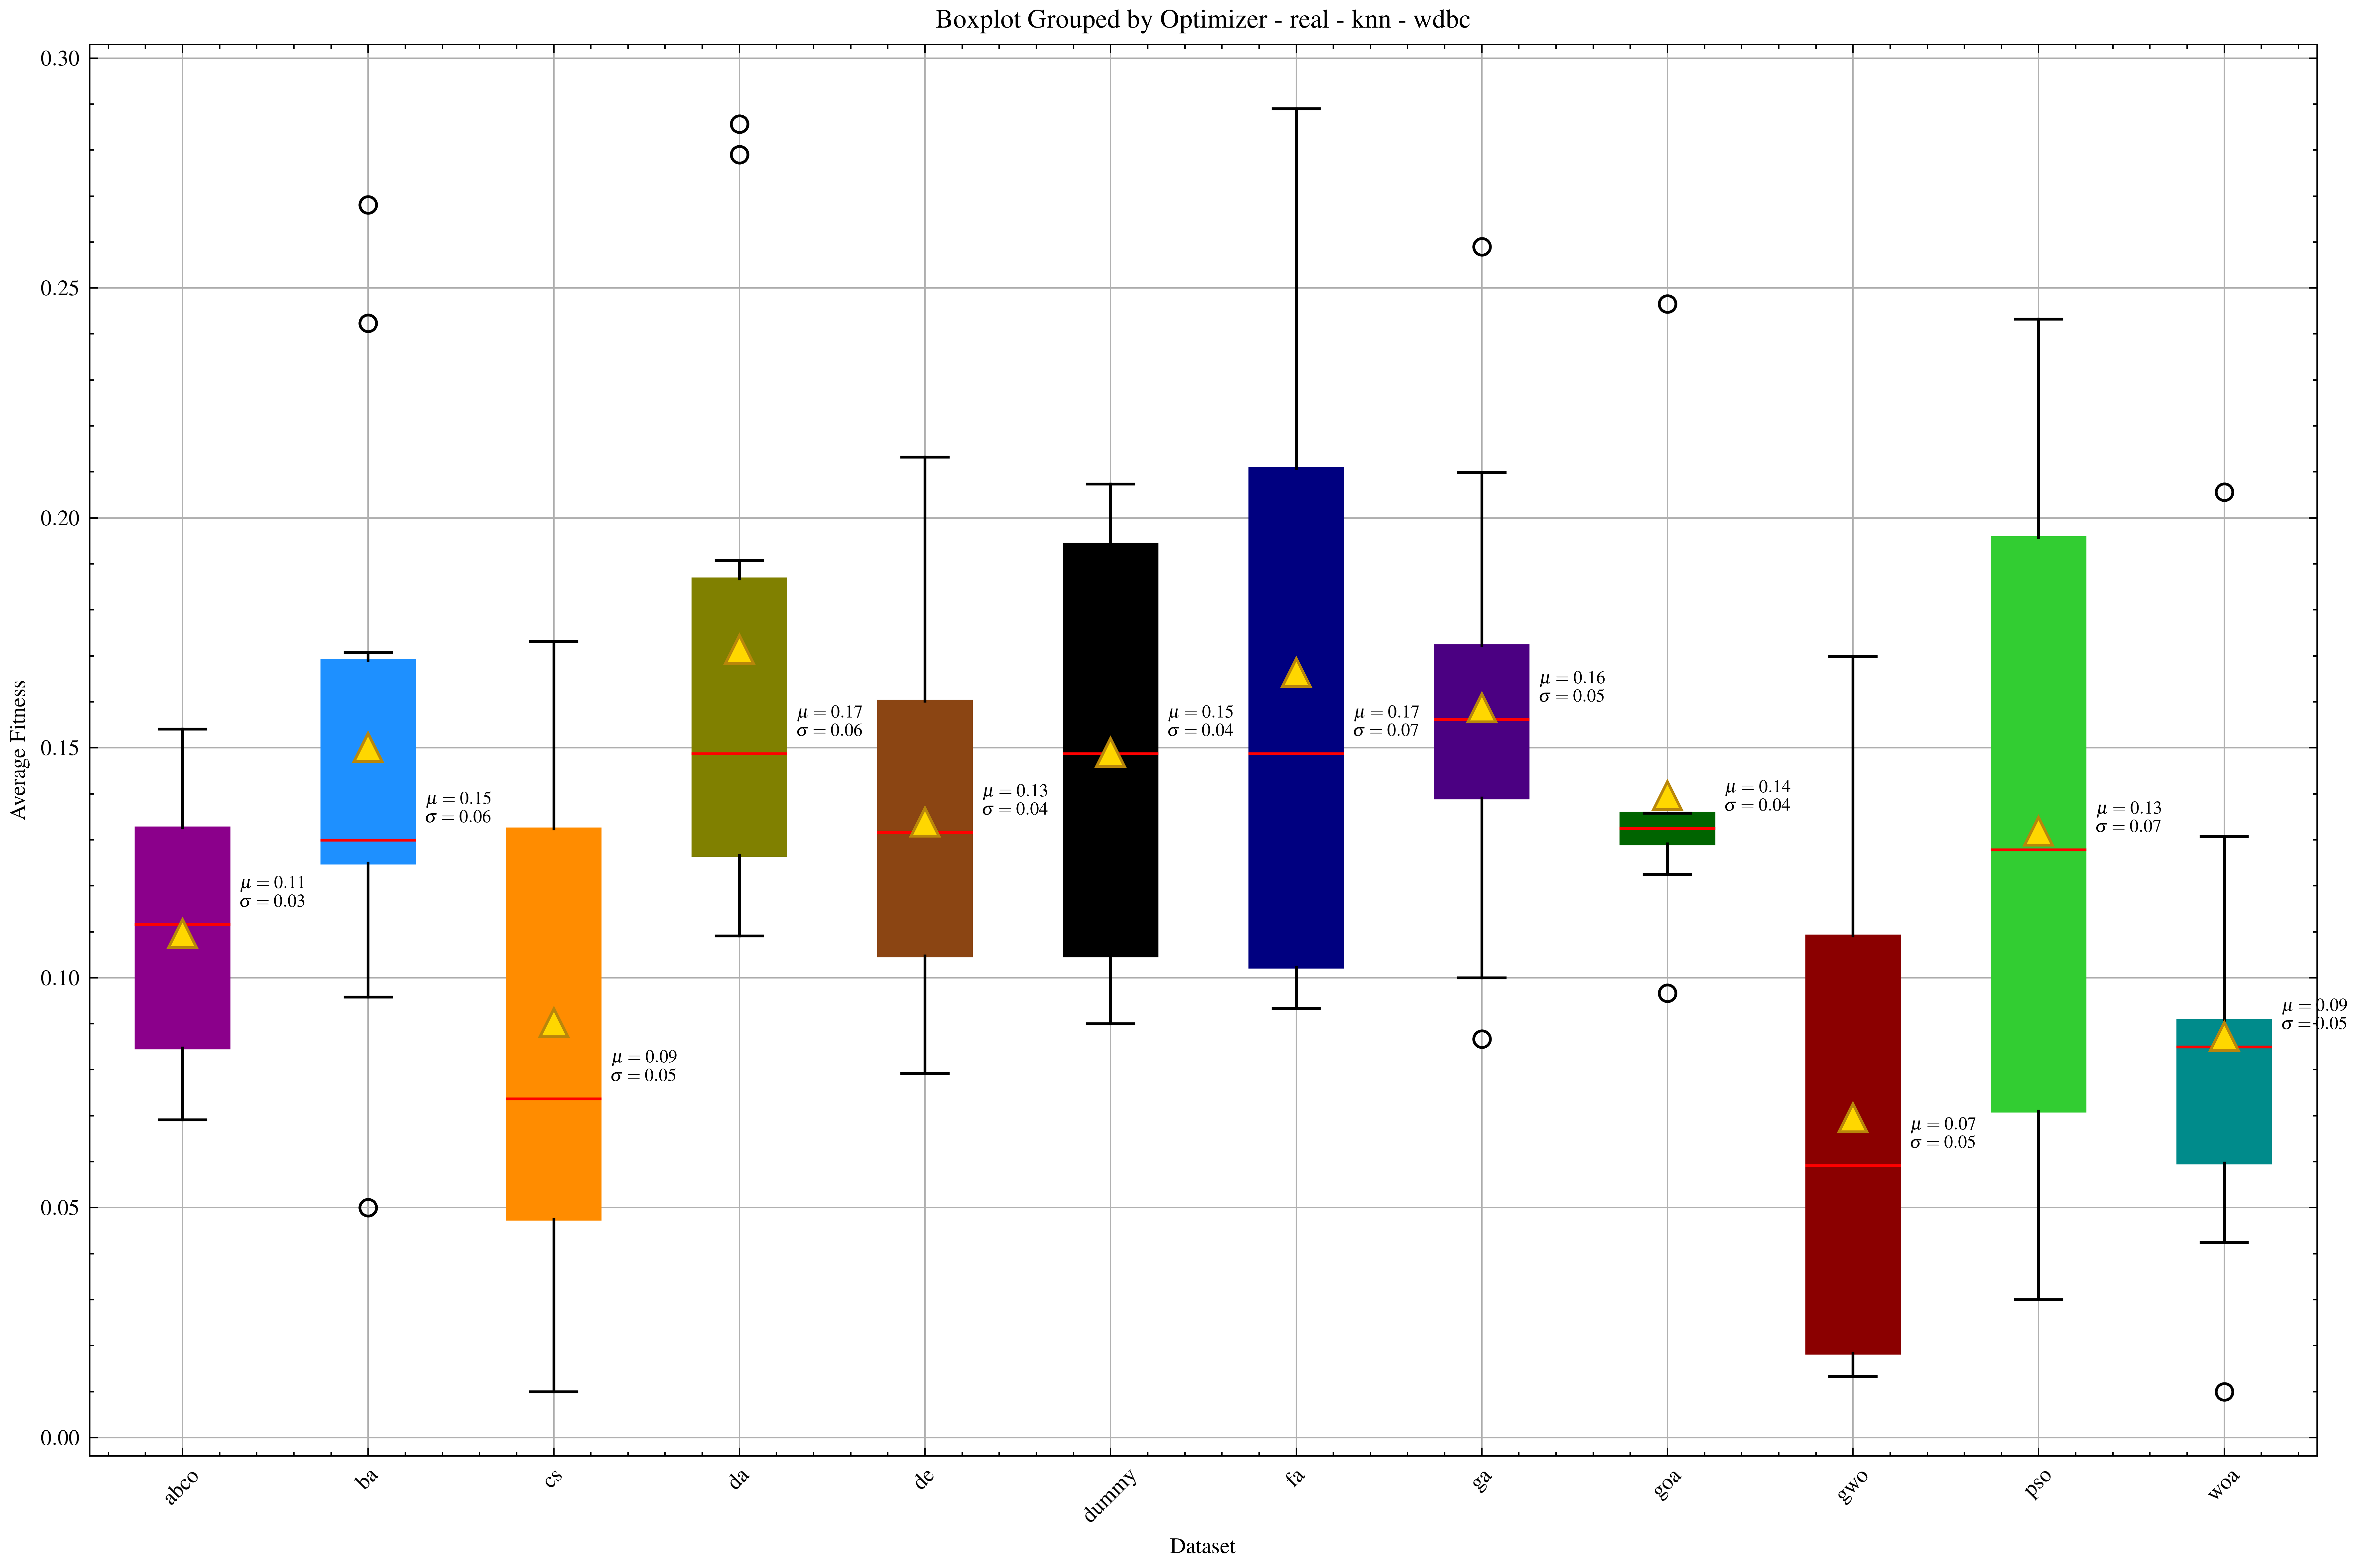 Boxplot Grouped by Optimizer - real - knn - wdbc
Average Fitness
0.30
0.25
0.20
0.15
0.10
0.05
0.00
μ = 0.11
σ = 0.03
μ = 0.15
σ = 0.06
μ = 0.09
σ = 0.05
μ = 0.17
σ = 0.06
μ = 0.13
σ = 0.04
μ = 0.15
σ = 0.04
μ = 0.17
σ = 0.07
μ = 0.16
σ = 0.05
μ = 0.14
σ = 0.04
μ = 0.07
σ = 0.05
μ = 0.13
σ = 0.07
μ = 0.09
σ = 0.05
abco
ba
cs
da
de
dummy
fa
ga
goa
gwo
pso
woa
Dataset